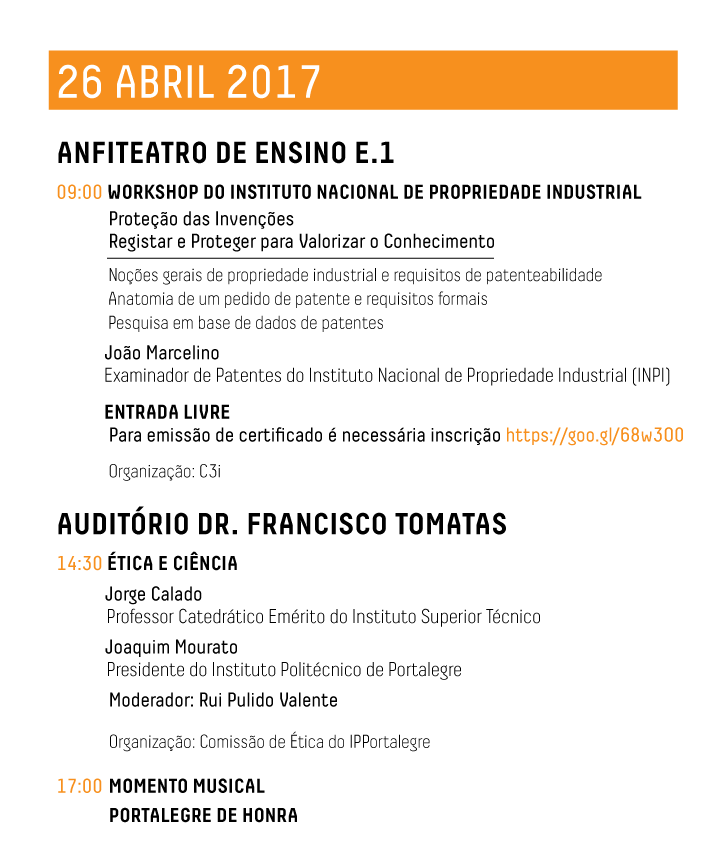 26 ABRIL 2017
ANFITEATRO DE ENSINO E.1
09:00 WORKSHOP DO INSTITUTO NACIONAL DE PROPRIEDADE INDUSTRIAL
Proteção das Invenções
Registar e Proteger para Valorizar o Conhecimento
Noções gerais de propriedade industrial e requisitos de patenteabilidade
Anatomia de um pedido de patente e requisitos formais
Pesquisa em base de dados de patentes
João Marcelino
Examinador de Patentes do Instituto Nacional de Propriedade Industrial (INPI)
ENTRADA LIVRE
Para emissão de certificado é necessária inscrição https://goo.gl/68w3OO
Organização: C3i
AUDITÓRIO DR. FRANCISCO TOMATAS
14:30 ÉTICA E CIÊNCIA
Jorge Calado
Professor Catedrático Emérito do Instituto Superior Técnico
Joaquim Mourato
Presidente do Instituto Politécnico de Portalegre
Moderador: Rui Pulido Valente
Organização: Comissão de Ética do IPPortalegre
17:00 MOMENTO MUSICAL
PORTALEGRE DE HONRA